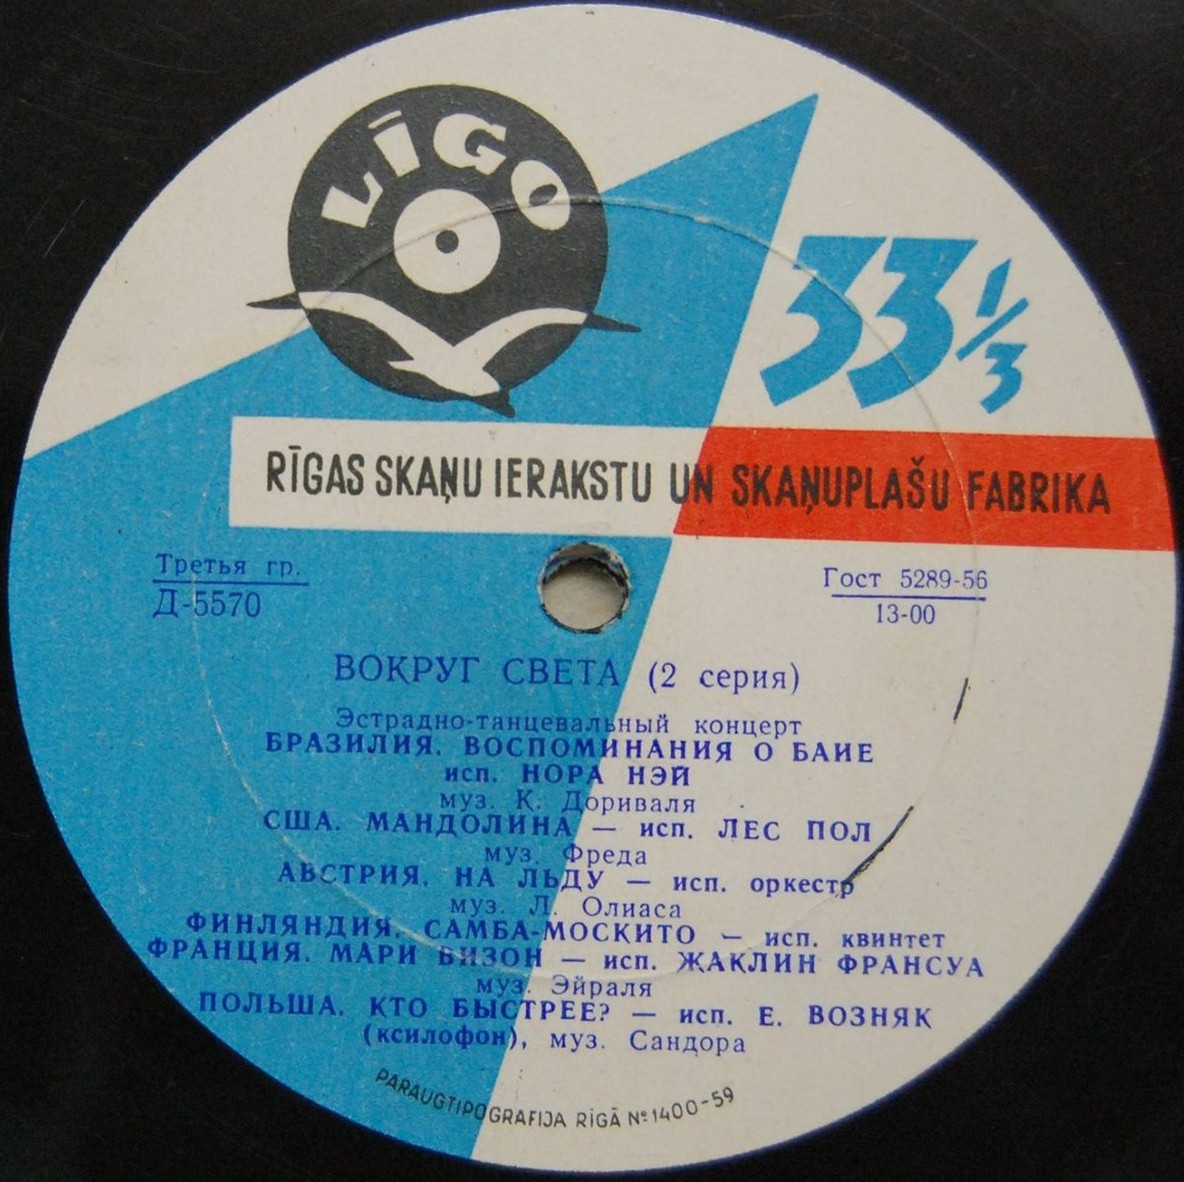 LĪGO
33 1/3
RĪGAS SKAŅU IERAKSTU UN SKAŅUPLAŠU FABRIKA
Третья гр.
Д-5570
Гост 5289-56
13-00
ВОКРУГ СВЕТА (2 серия)
Эстрадно-танцевальный концерт
БРАЗИЛИЯ. ВОСПОМИНАНИЯ О БАИЕ
исп. НОРА НЭЙ
муз. К. Дориваля
США. МАНДОЛИНА — исп. ЛЕС ПОЛ
муз. Фреда
АВСТРИЯ. НА ЛЬДУ — исп. оркестр
муз. Л. Олиаса
ФИНЛЯНДИЯ. САМБА-МОСКИТО — исп. квинтет
ФРАНЦИЯ. МАРИ ВИЗОН — исп. ЖАКЛИН ФРАНСУА
муз. Эйраля
ПОЛЬША. КТО БЫСТРЕЕ? — исп. Е. ВОЗНЯК
(ксилофон), муз. Сандора
PARAUGTIPOGRAFIJA RĪGĀ № 1400-59